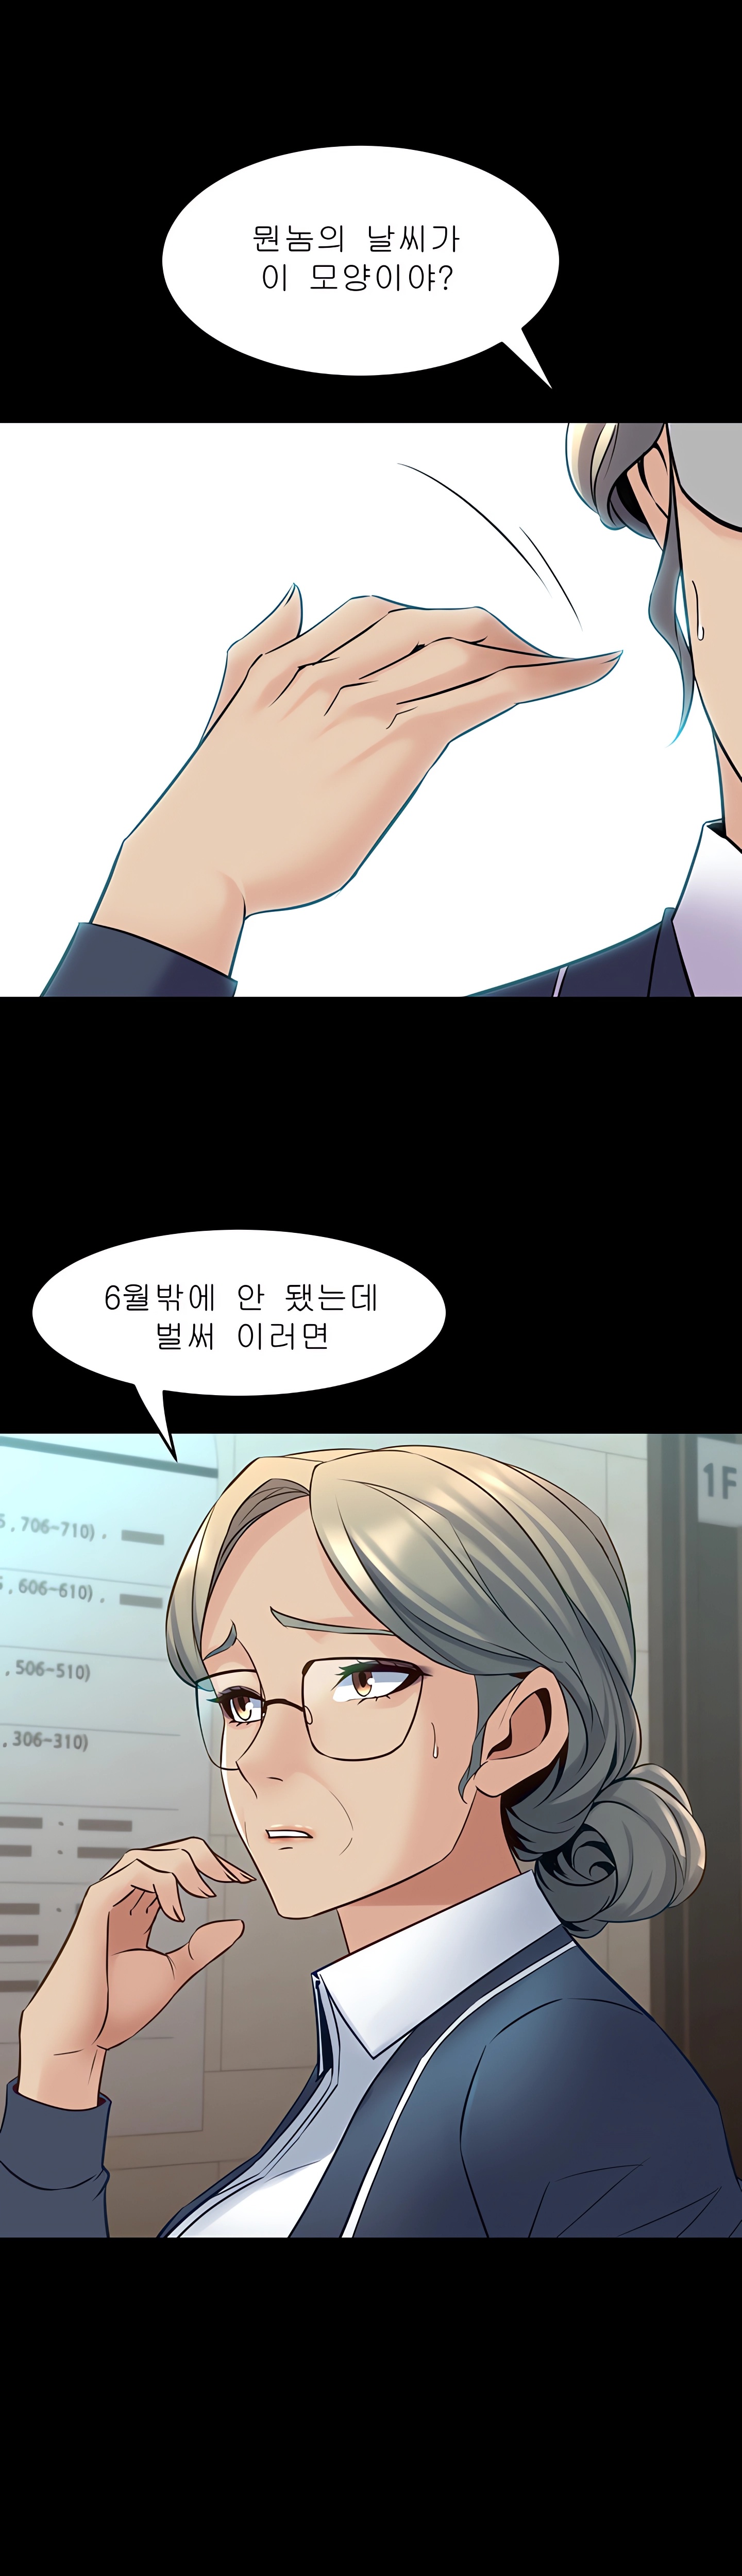 뭔놈의 날씨가
이 모양이야?
6월밖에 안 됐는데
벌써 이러면
1F
, 706-710),
, 606-610),
, 506-510)
, 306-310)